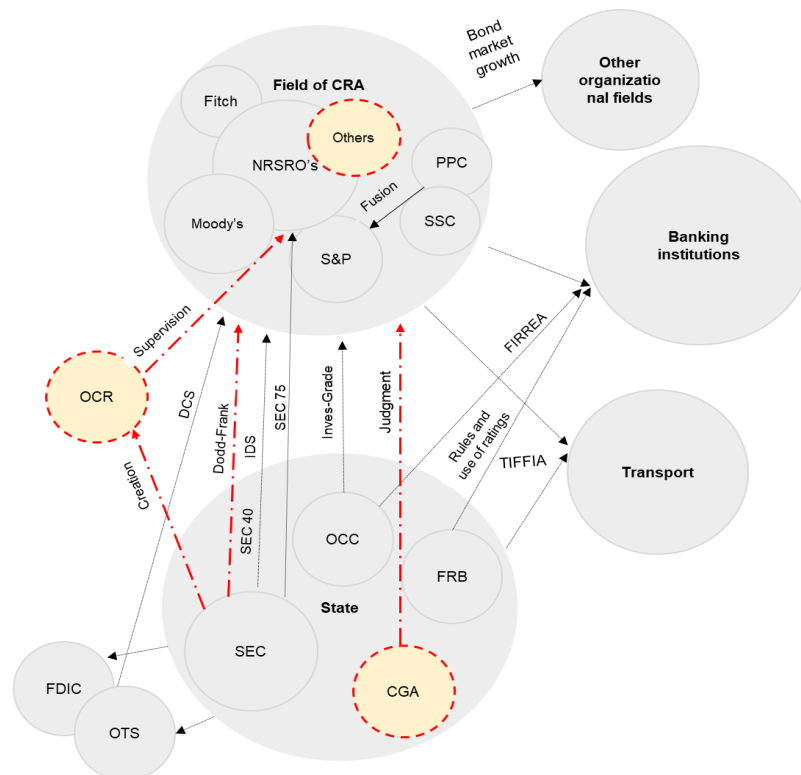 Bond
market
growth
Other
organizatio
nal fields
Field of CRA
Fitch
Others
NRSRO's
PPC
Fusion
SSC
Moody's
S&P
Banking
institutions
Supervision
OCR
DCS
Dodd-Frank
IDS
SEC 40
SEC 75
Inves-Grade
Judgment
FIRREA
Rules and
use of ratings
TIFFIA
Transport
Creation
OCC
FRB
State
SEC
CGA
FDIC
OTS